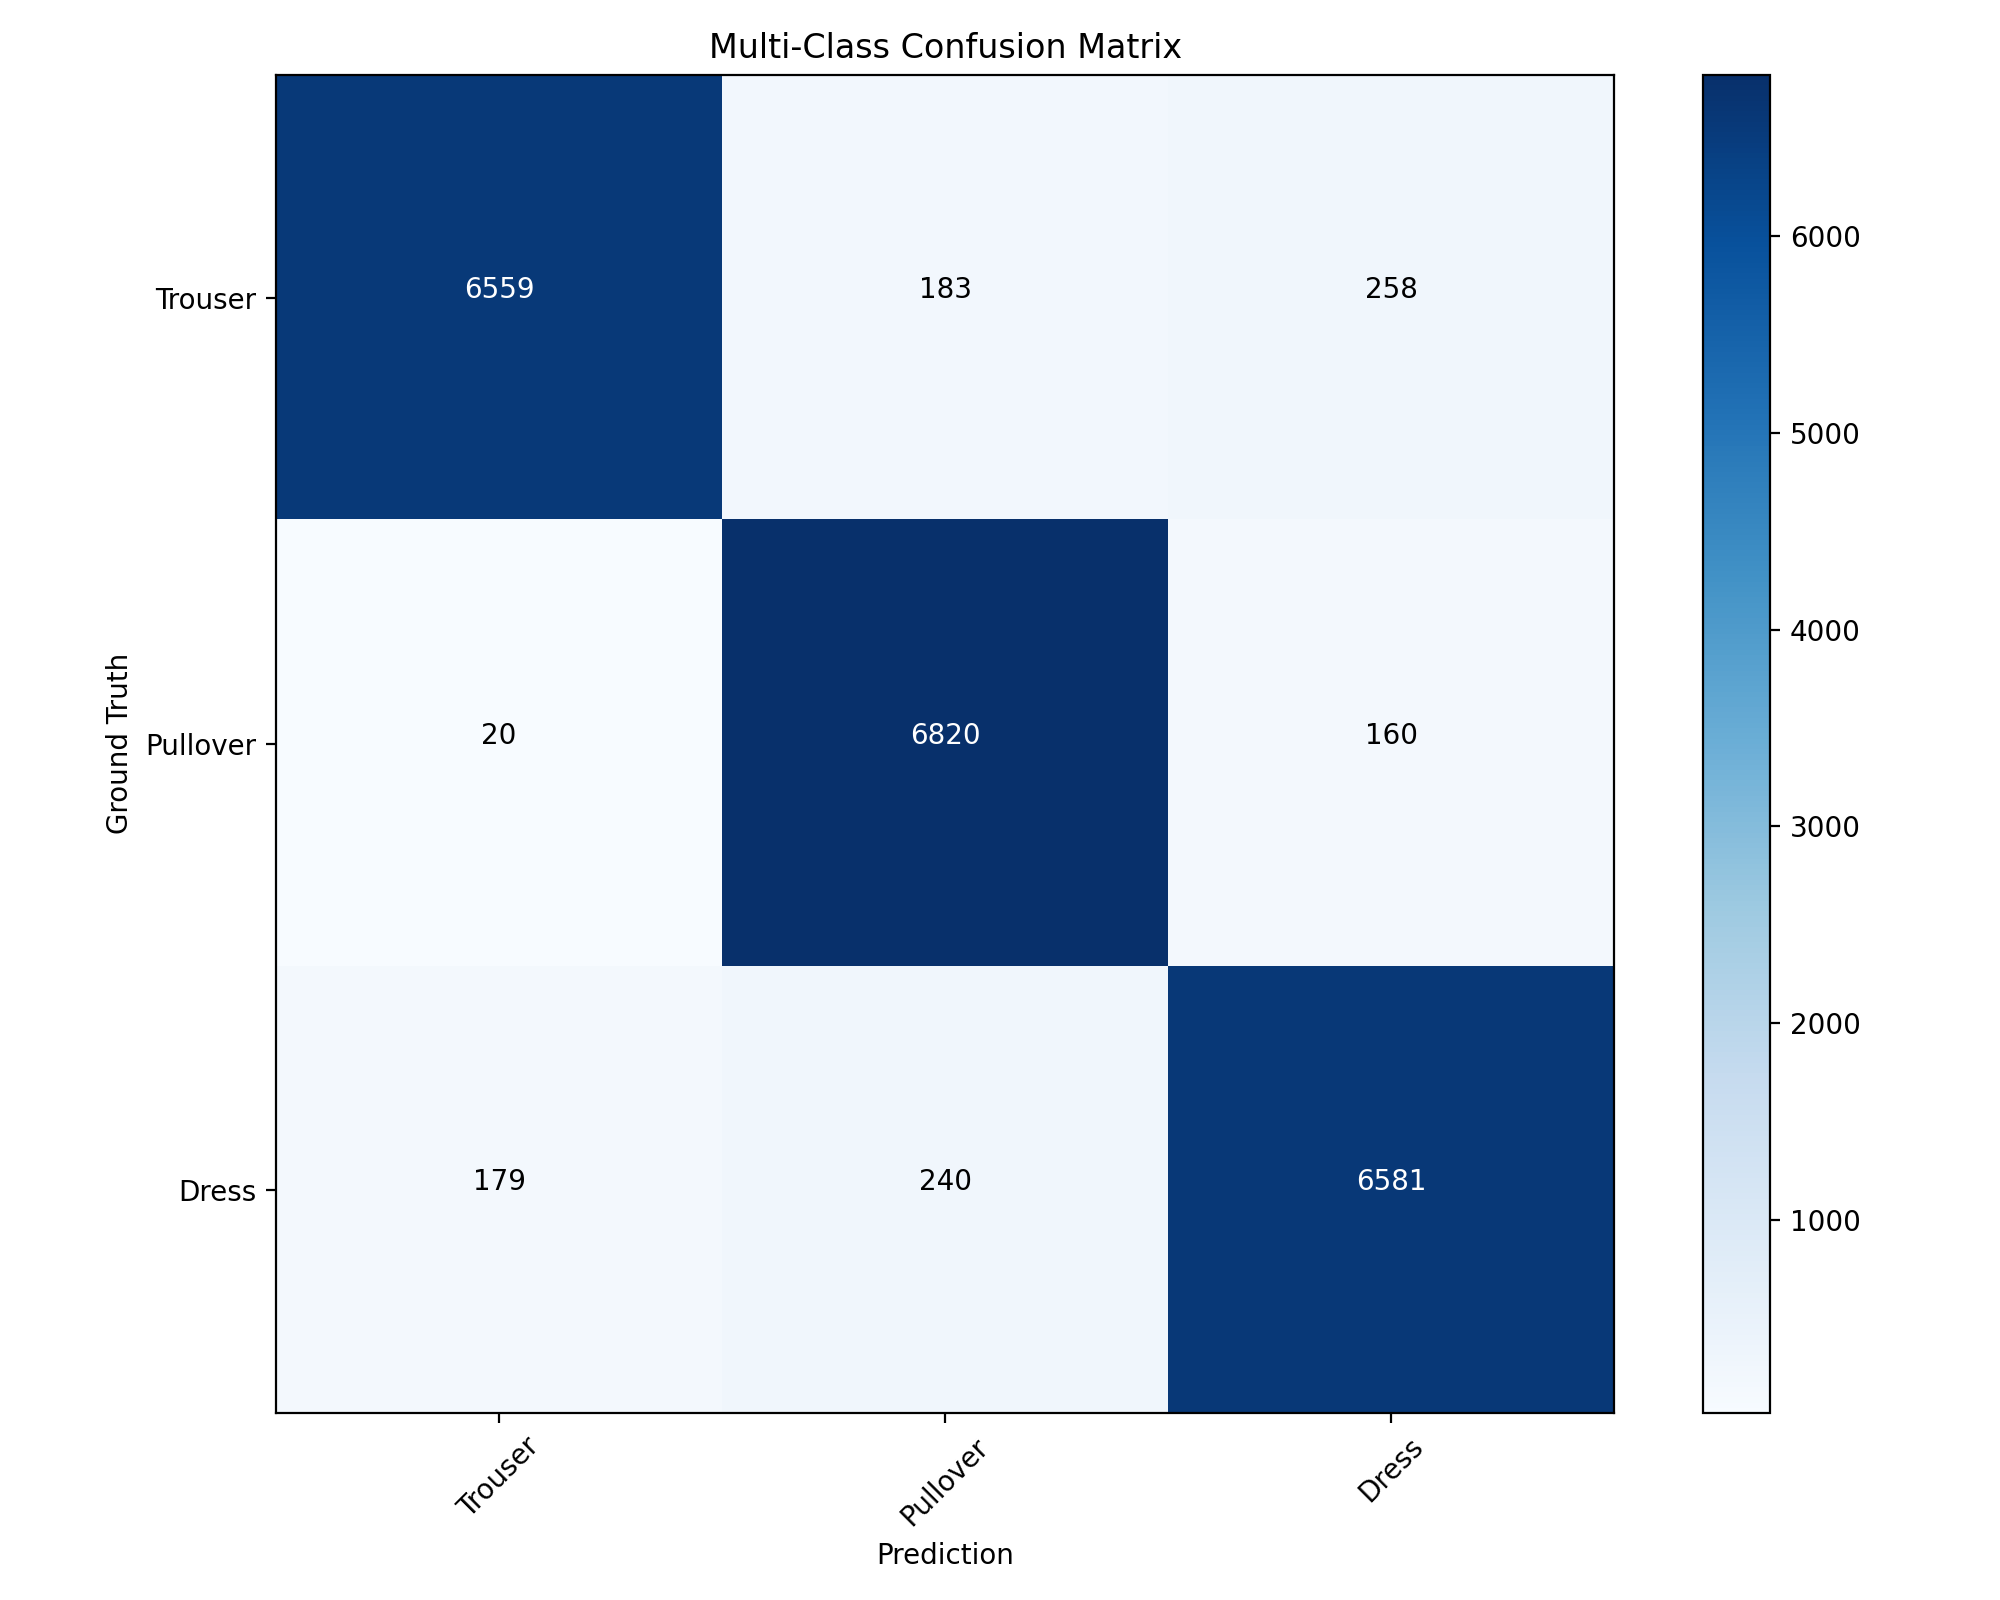 Multi-Class Confusion Matrix
Trouser
6559
183
258
Pullover
20
6820
160
Dress
179
240
6581
Ground Truth
Trouser
Pullover
Dress
Prediction
6000
5000
4000
3000
2000
1000